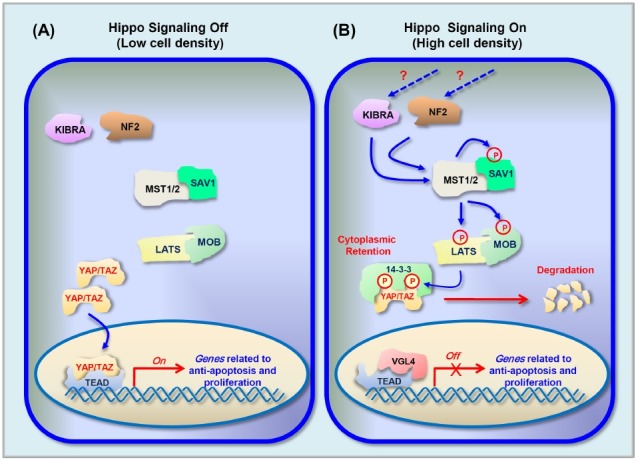 (A)
Hippo Signaling Off
(Low cell density)
KIBRA
NF2
MST1/2
SAV1
LATS
MOB
YAP/TAZ
YAP/TAZ
YAP/TAZ
TEAD
On
Genes related to
anti-apoptosis and
proliferation
(B)
Hippo Signaling On
(High cell density)
?
?
KIBRA
NF2
P
MST1/2
SAV1
P
P
LATS
MOB
Cytoplasmic
Retention
14-3-3
P
P
YAP/TAZ
Degradation
VGL4
TEAD
Off
X
Genes related to
anti-apoptosis and
proliferation